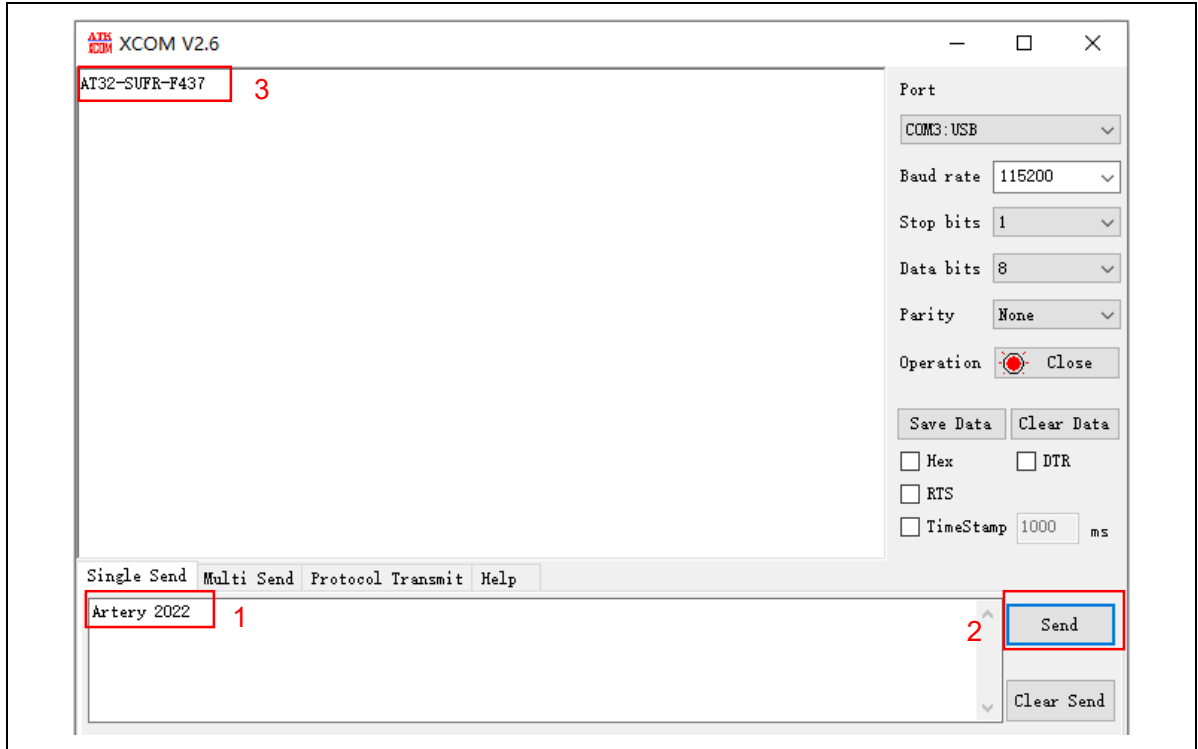 ATK XCOM XCOM V2.6
AT32-SUFR-F437
3
Port
COM3:USB
Baud rate 115200
Stop bits 1
Data bits 8
Parity None
Operation Close
Save Data Clear Data
Hex DTR
RTS
TimeStamp 1000 ms
Single Send Multi Send Protocol Transmit Help
Artery 2022 1
2 Send
Clear Send